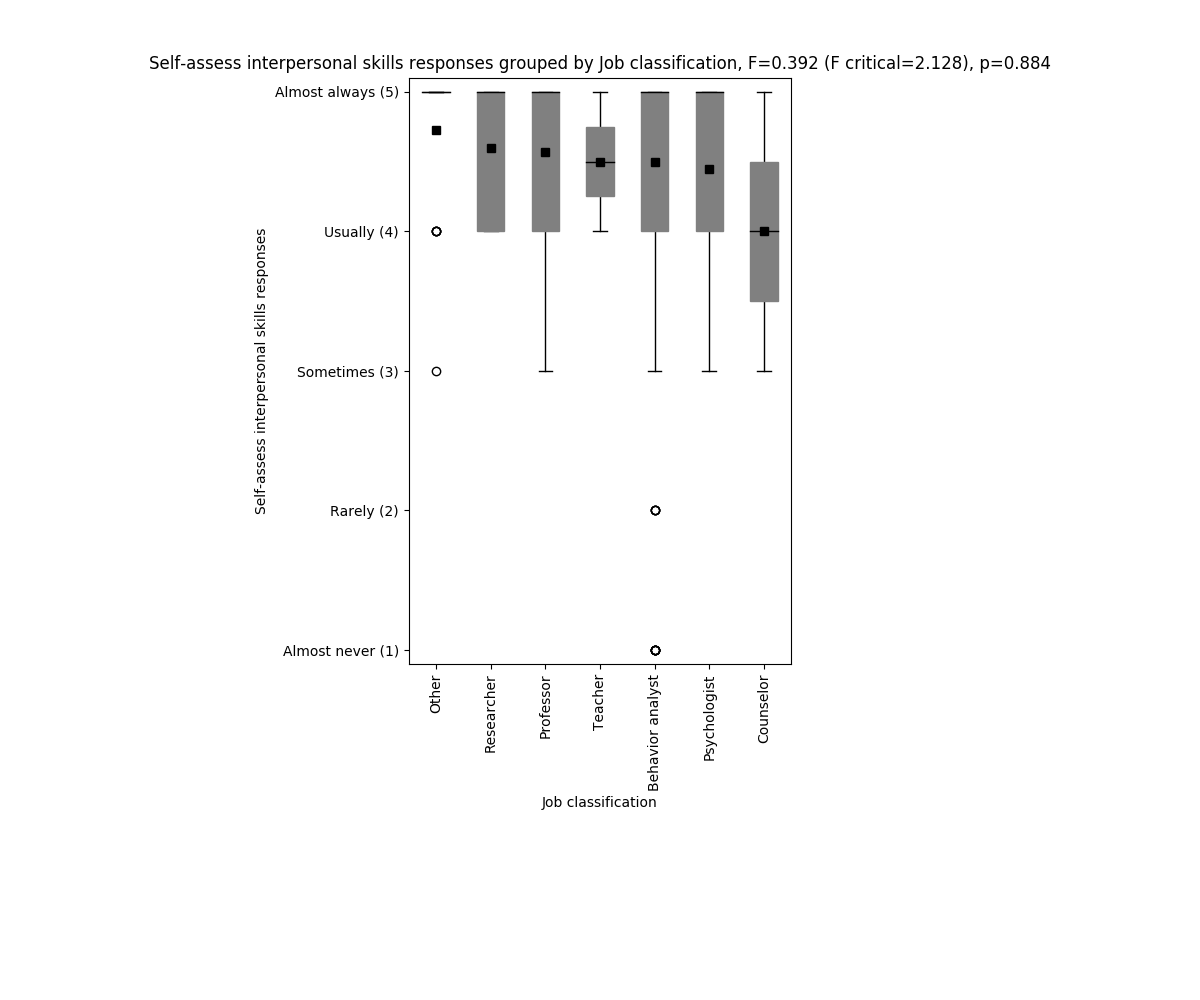 Self-assess interpersonal skills responses grouped by Job classification, F=0.392 (F critical=2.128), p=0.884
Almost always (5)
Usually (4)
Sometimes (3)
Rarely (2)
Almost never (1)
Self-assess interpersonal skills responses
Other
Researcher
Professor
Teacher
Behavior analyst
Psychologist
Counselor
Job classification